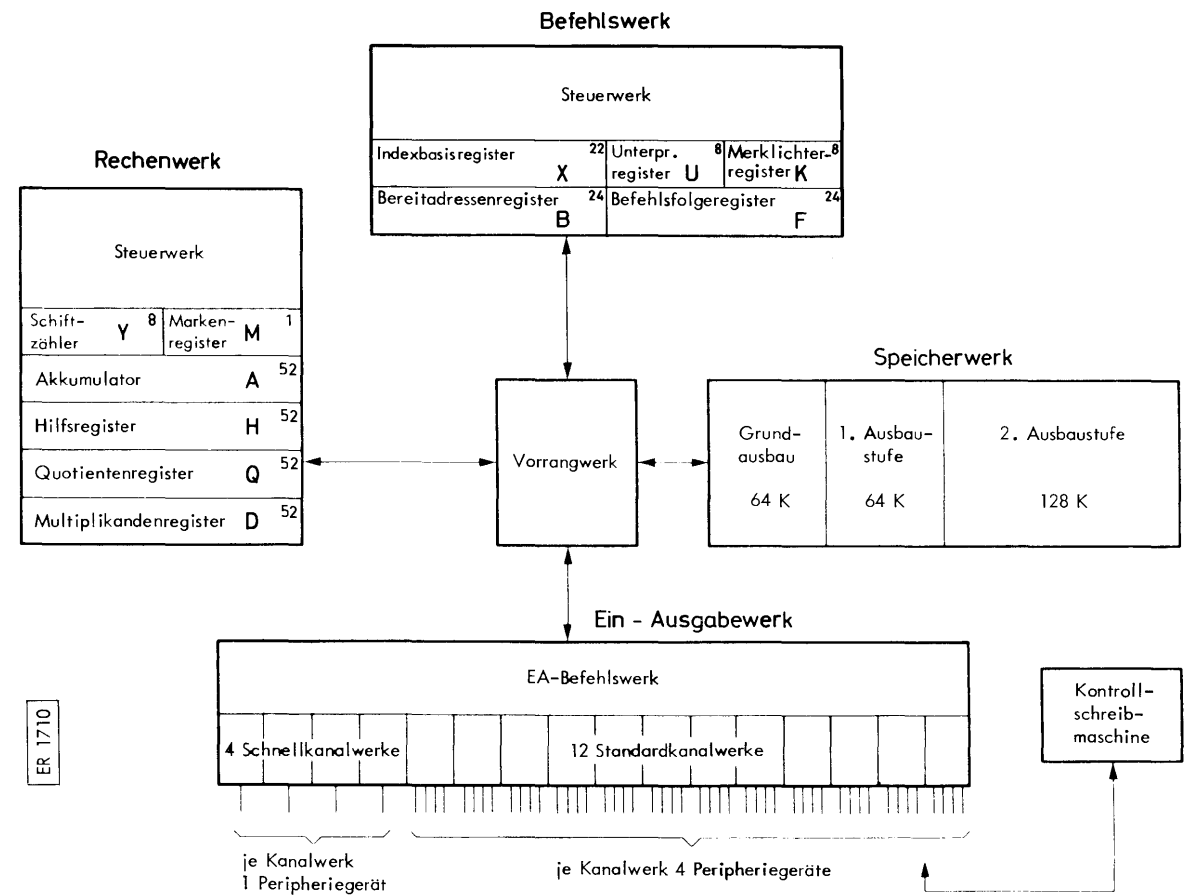 Befehlswerk
Steuerwerk
Indexbasisregister 22
X
Unterpr. 8
register U
Merklichter- 8
register K
Bereitadressenregister 24
B
Befehlsfolgeregister 24
F
Rechenwerk
Steuerwerk
Schift- 8
zähler Y
Marken- 1
register M
Akkumulator A 52
Hilfsregister H 52
Quotientenregister Q 52
Multiplikandenregister D 52
Vorrangwerk
Speicherwerk
Grund-
ausbau
64 K
1. Ausbau-
stufe
64 K
2. Ausbaustufe
128 K
Ein - Ausgabewerk
EA-Befehlswerk
4 Schnellkanalwerke
12 Standardkanalwerke
je Kanalwerk
1 Peripheriegerät
je Kanalwerk 4 Peripheriegeräte
Kontroll-
schreib-
maschine
ER 1710